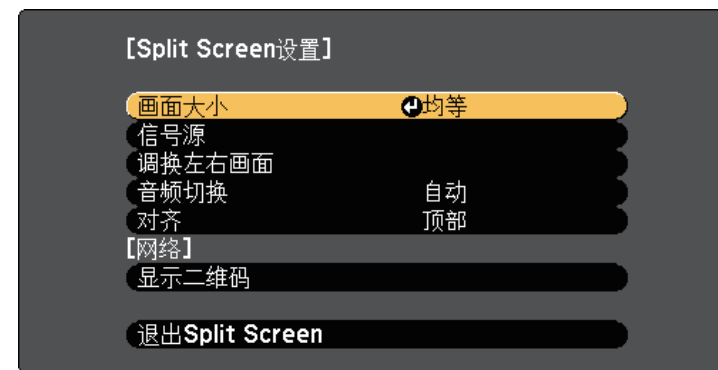 [Split Screen设置]
画面大小 均等
信号源
调换左右画面
音频切换 自动
对齐 顶部
[网络]
显示二维码
退出Split Screen